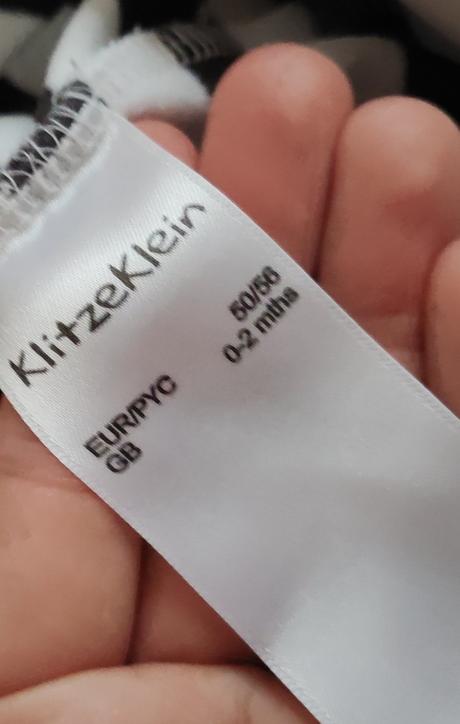 KlitzeKlein
EUR/PYC 50/56
GB 0-2 mths